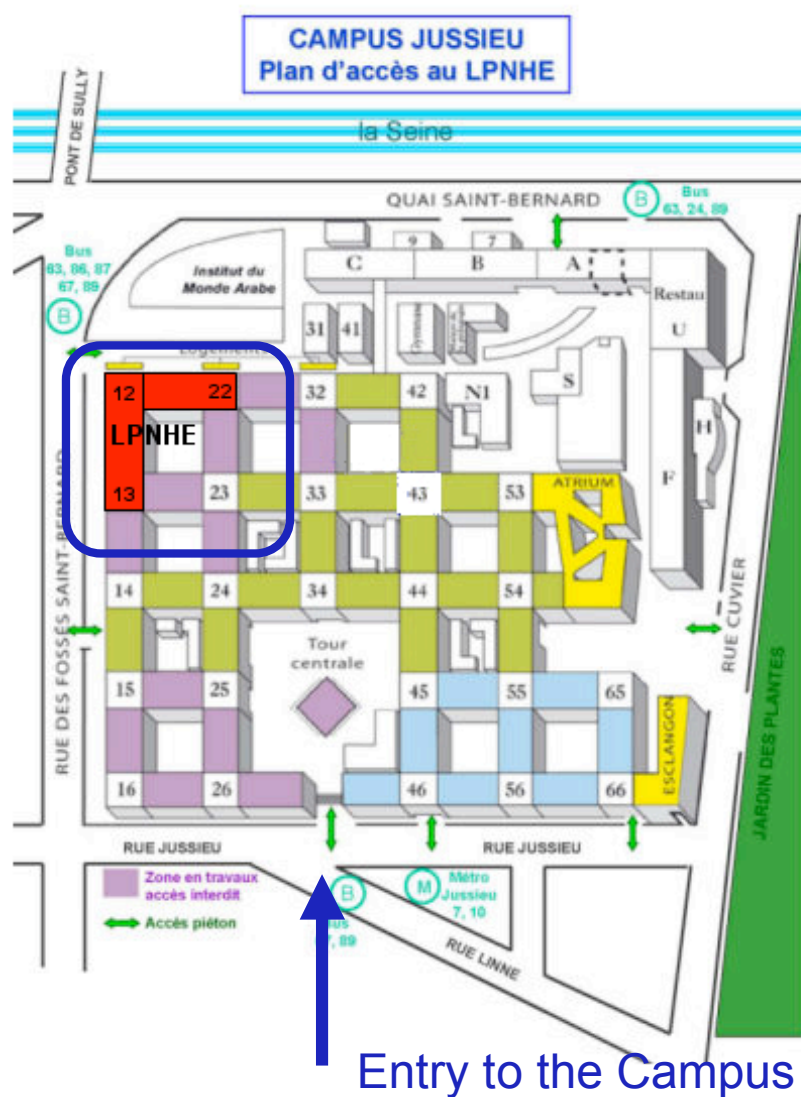 CAMPUS JUSSIEU
Plan d'accès au LPNHE
PONT DE SULLY
la Seine
QUAI SAINT-BERNARD
B
Bus
63, 24, 89
Bus
63, 86, 87
67, 89
B
Institut du
Monde Arabe
9
7
C
B
A
Restau
U
31
41
Gymnase
Logements
12
22
32
42
N1
S
H
LPNHE
F
13
23
33
43
53
ATRIUM
RUE DES FOSSÉS SAINT-BERNARD
14
24
34
44
54
RUE CUVIER
Tour
centrale
15
25
45
55
65
ESCLANGON
JARDIN DES PLANTES
16
26
46
56
66
RUE JUSSIEU
RUE JUSSIEU
Zone en travaux
accès interdit
Accès piéton
B
Bus
89
M
Métro
Jussieu
7, 10
RUE LINNE
Entry to the Campus